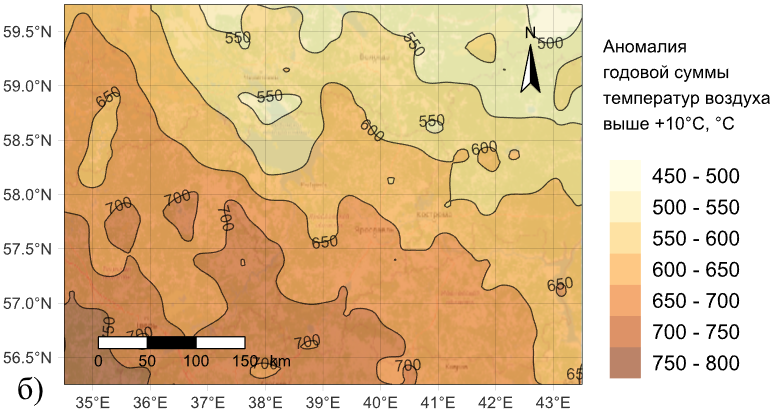 59.5°N
59.0°N
58.5°N
58.0°N
57.5°N
57.0°N
56.5°N
35°E 36°E 37°E 38°E 39°E 40°E 41°E 42°E 43°E
550
550
500
N
650
550
600
550
600
700
700
700
650
650
50
700
700
700
700
65
0 50 100 150 km
б)
Аномалия
годовой суммы
температур воздуха
выше +10°C, °C
450 - 500
500 - 550
550 - 600
600 - 650
650 - 700
700 - 750
750 - 800